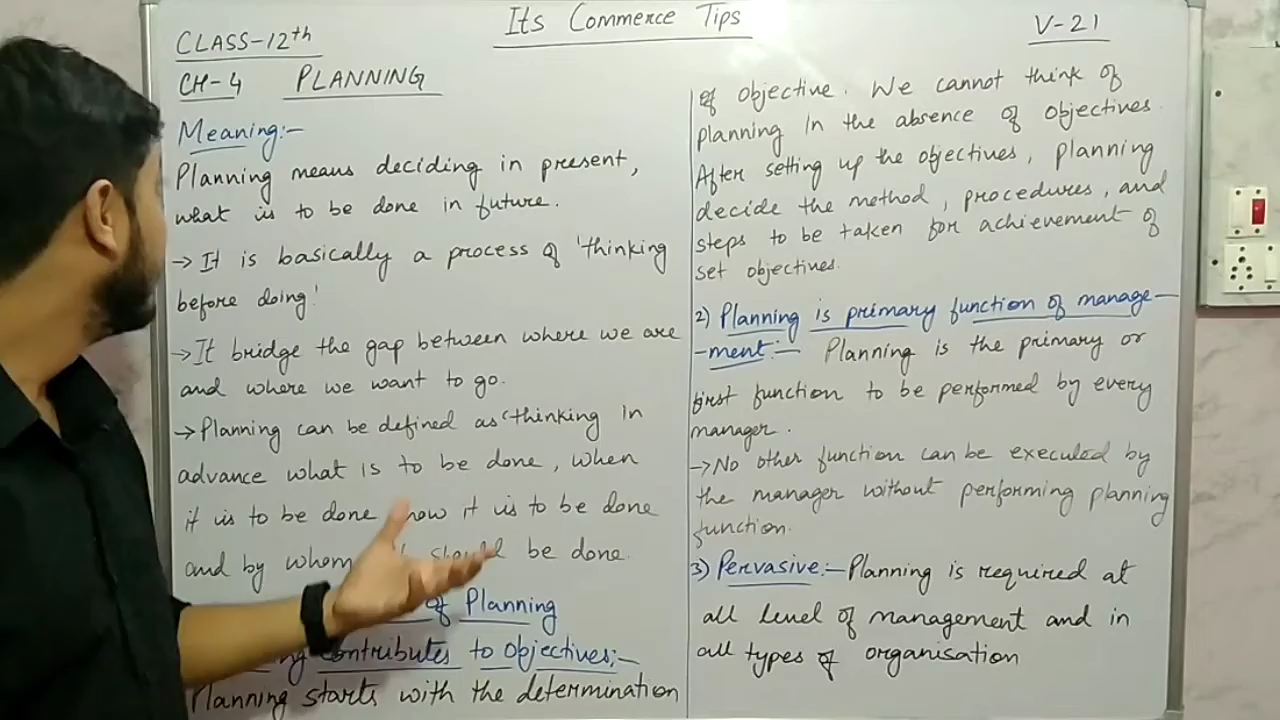 Its Commerce Tips
V-21
CLASS-12th
CH-4 PLANNING
Meaning:-
Planning means deciding in present,
what is to be done in future.
→ It is basically a process of 'thinking
before doing'
→ It bridge the gap between where we are
and where we want to go.
→ Planning can be defined as "thinking in
advance what is to be done, when
it is to be done how it is to be done
and by whom should be done.
of Planning
contributes to objectives:-
Planning starts with the determination
of objective. We cannot think of
planning in the absence of objectives.
After setting up the objectives, planning
decide the method, procedures, and
steps to be taken for achievement of
set objectives.
2) Planning is primary function of manage-
-ment:- Planning is the primary or
first function to be performed by every
manager.
→ No other function can be executed by
the manager without performing planning
function.
3) Pervasive:- Planning is required at
all level of management and in
all types of organisation